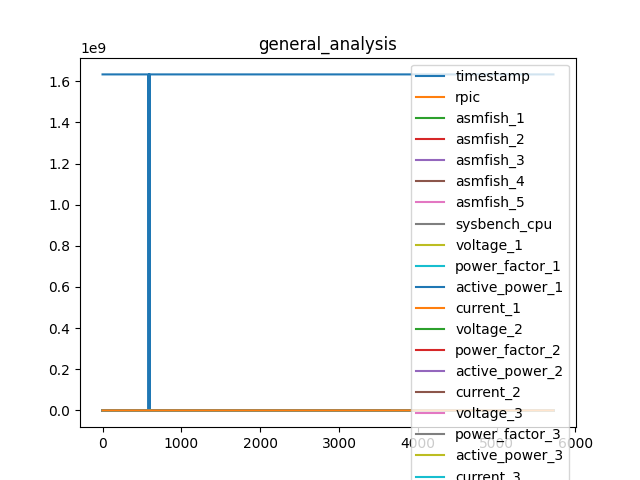 general_analysis
1e9
1.6
1.4
1.2
1.0
0.8
0.6
0.4
0.2
0.0
0 1000 2000 3000 4000 5000 6000
timestamp
rpic
asmfish_1
asmfish_2
asmfish_3
asmfish_4
asmfish_5
sysbench_cpu
voltage_1
power_factor_1
active_power_1
current_1
voltage_2
power_factor_2
active_power_2
current_2
voltage_3
power_factor_3
active_power_3
current_3